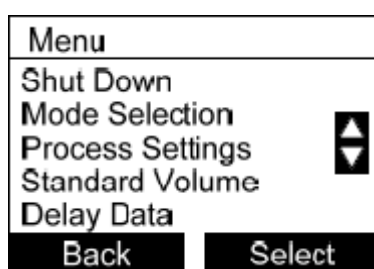 Menu
Shut Down
Mode Selection
Process Settings
Standard Volume
Delay Data
Back Select